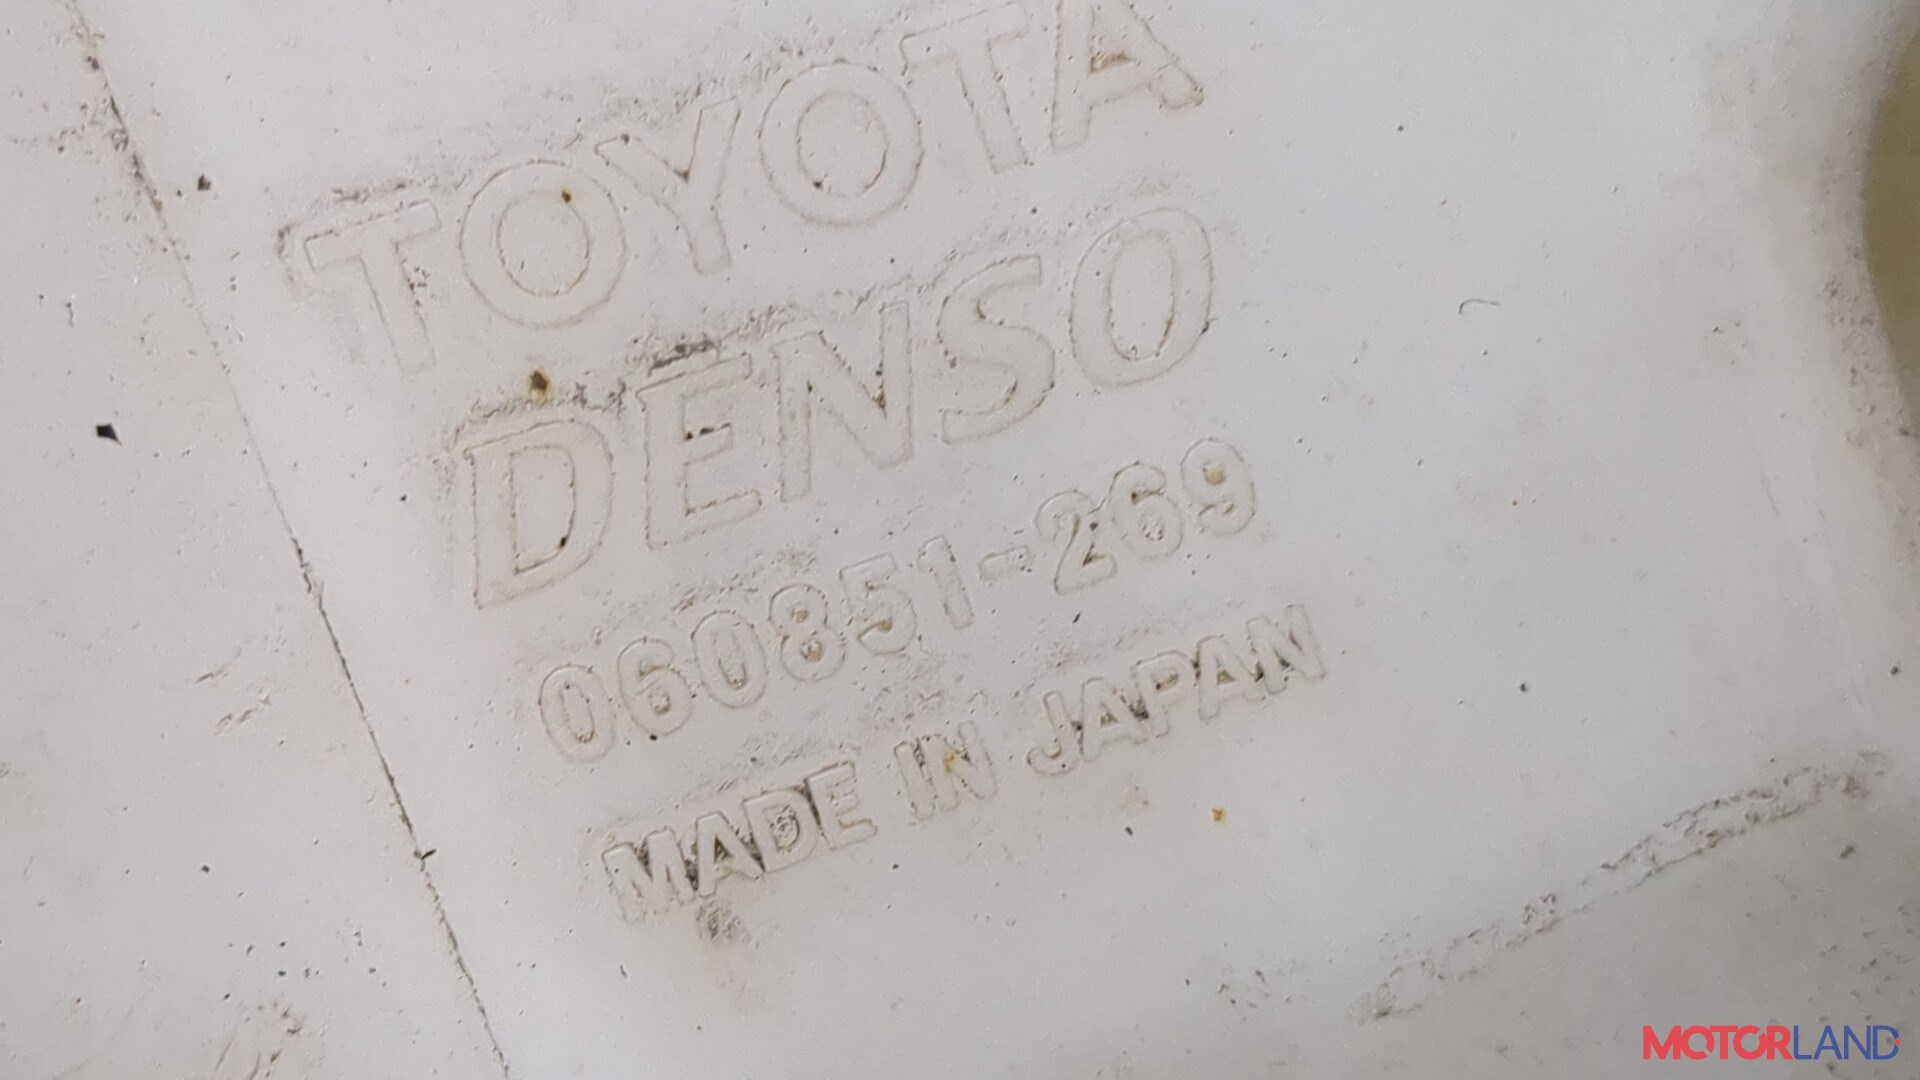 TOYOTA
DENSO
060851-269
MADE IN JAPAN
MOTORLAND